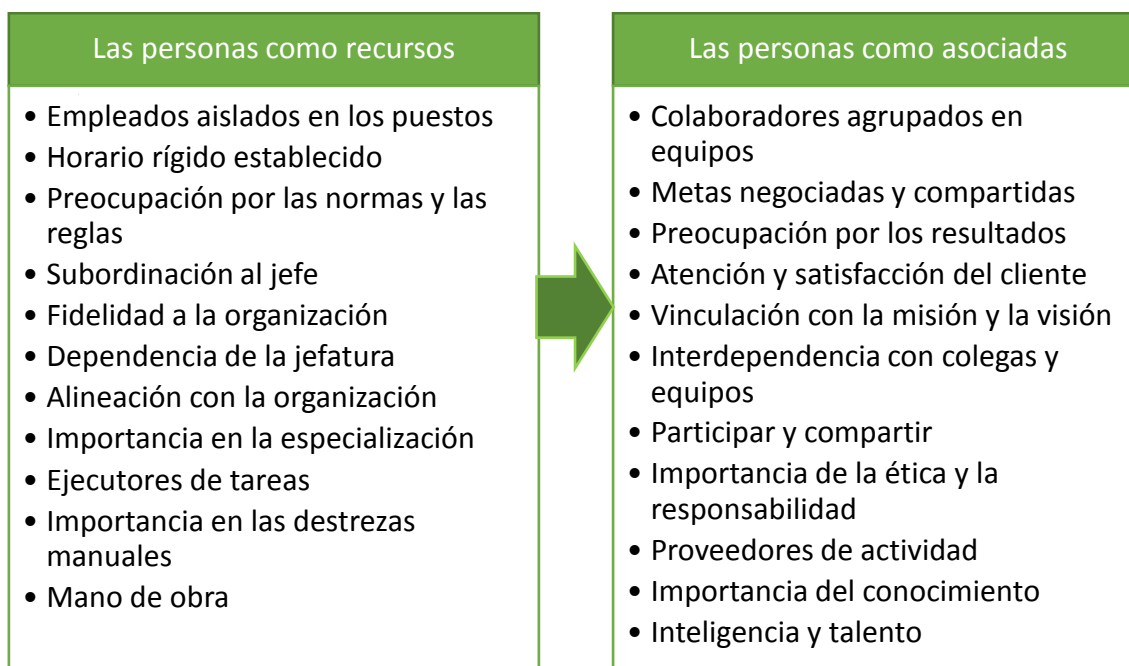 Las personas como recursos
• Empleados aislados en los puestos
• Horario rígido establecido
• Preocupación por las normas y las
reglas
• Subordinación al jefe
• Fidelidad a la organización
• Dependencia de la jefatura
• Alineación con la organización
• Importancia en la especialización
• Ejecutores de tareas
• Importancia en las destrezas
manuales
• Mano de obra
Las personas como asociadas
• Colaboradores agrupados en
equipos
• Metas negociadas y compartidas
• Preocupación por los resultados
• Atención y satisfacción del cliente
• Vinculación con la misión y la visión
• Interdependencia con colegas y
equipos
• Participar y compartir
• Importancia de la ética y la
responsabilidad
• Proveedores de actividad
• Importancia del conocimiento
• Inteligencia y talento